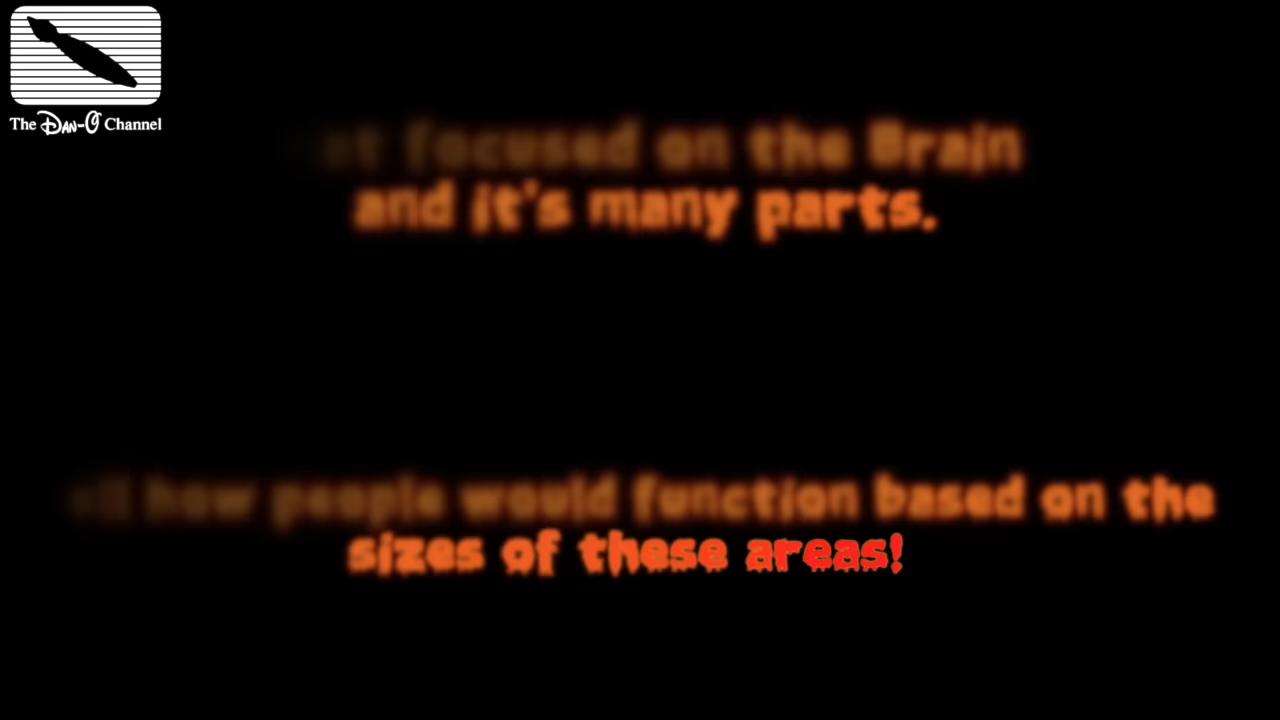 The Dan-O Channel
focused on the Brain
and it's many parts.
how people would function based on the
sizes of these areas!